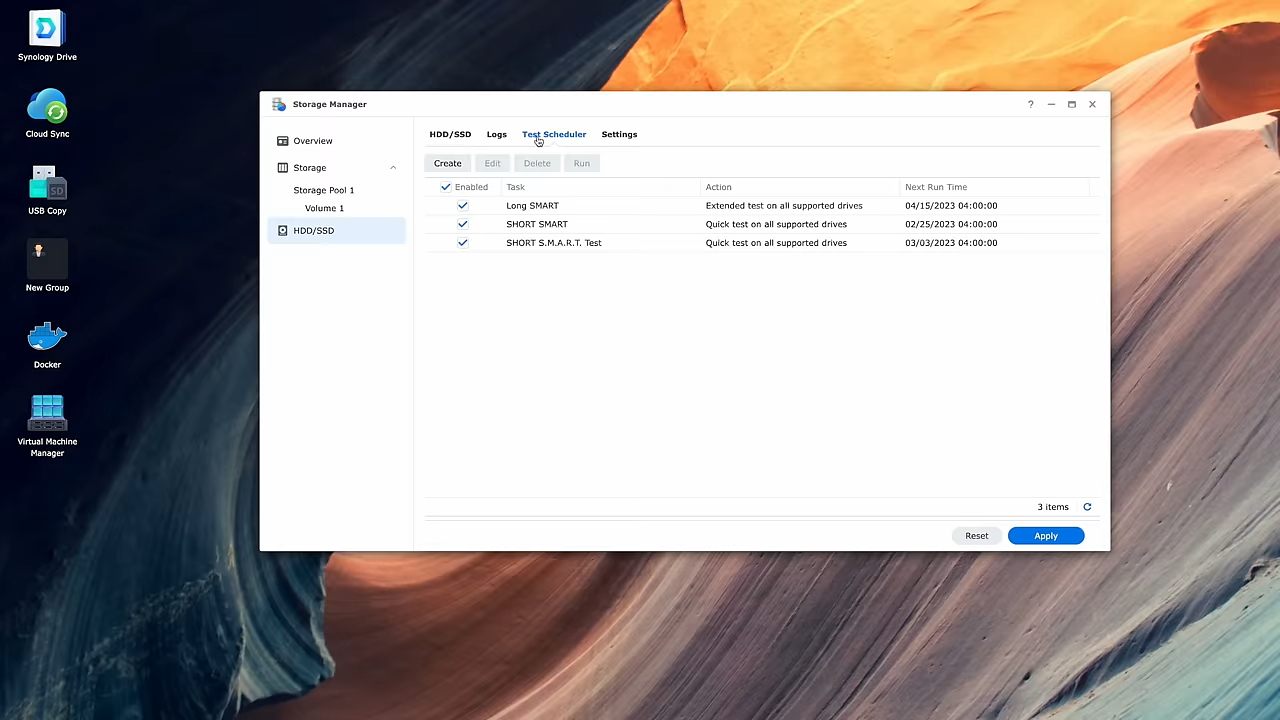 Synology Drive
Cloud Sync
SD
USB Copy
New Group
Docker
Virtual Machine
Manager
Storage Manager
?
Overview
Storage
Storage Pool 1
Volume 1
HDD/SSD
HDD/SSD Logs Test Scheduler Settings
Create Edit Delete Run
Enabled Task Action Next Run Time
Long SMART Extended test on all supported drives 04/15/2023 04:00:00
SHORT SMART Quick test on all supported drives 02/25/2023 04:00:00
SHORT S.M.A.R.T. Test Quick test on all supported drives 03/03/2023 04:00:00
3 items
Reset Apply